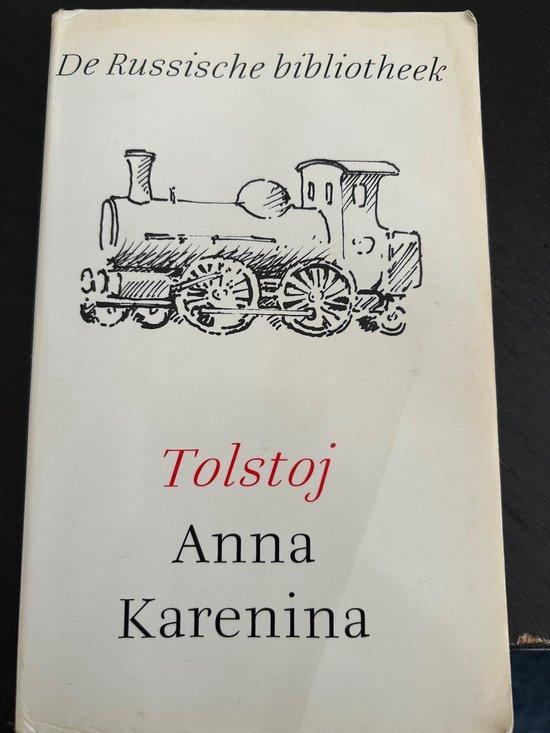 De Russische bibliotheek
Tolstoj
Anna
Karenina